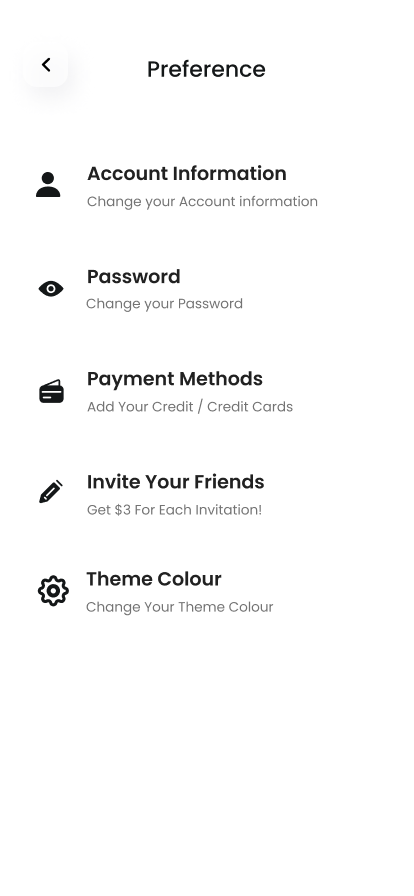 Preference
Account Information
Change your Account information
Password
Change your Password
Payment Methods
Add Your Credit / Credit Cards
Invite Your Friends
Get $3 For Each Invitation!
Theme Colour
Change Your Theme Colour